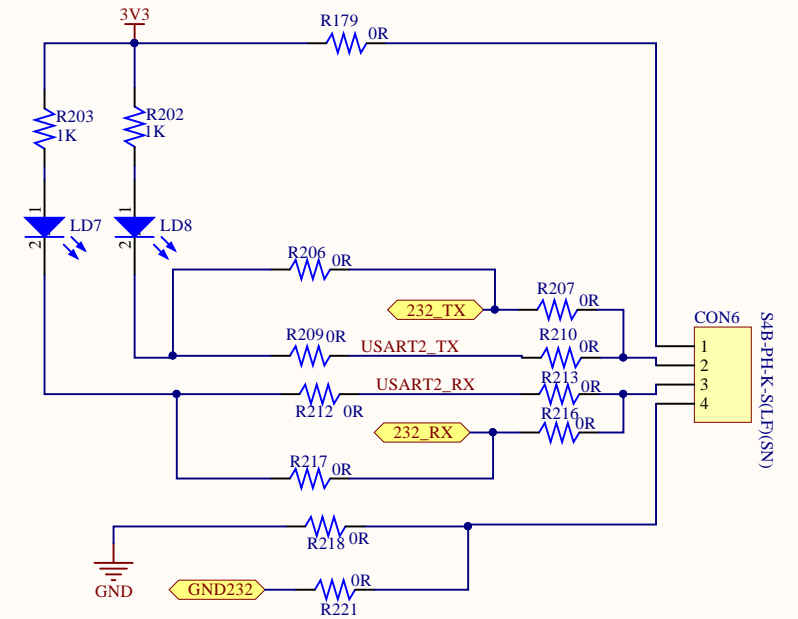 3V3
R179
0R
R203
1K
R202
1K
1
2
LD7
1
2
LD8
R206 0R
232_TX
R207
0R
R209 0R
USART2_TX
R210
0R
USART2_RX
R212 0R
R213
0R
232_RX
R216
0R
R217
0R
CON6
1
2
3
4
S4B-PH-K-S(LF)(SN)
R218 0R
GND
GND232
0R
R221